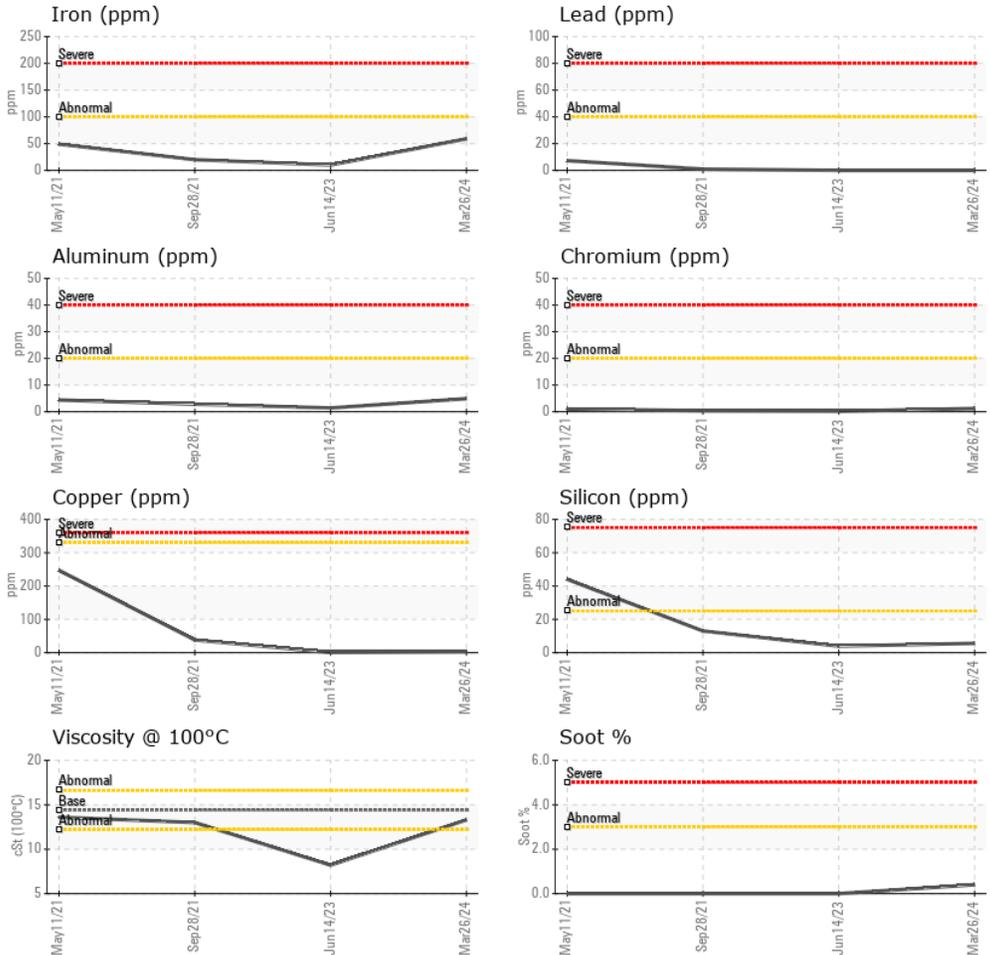 Iron (ppm)
250
200
150
100
50
0
ppm
Severe
Abnormal
May11/21
Sep28/21
Jun14/23
Mar26/24
Lead (ppm)
100
80
60
40
20
0
ppm
Severe
Abnormal
May11/21
Sep28/21
Jun14/23
Mar26/24
Aluminum (ppm)
50
40
30
20
10
0
ppm
Severe
Abnormal
May11/21
Sep28/21
Jun14/23
Mar26/24
Chromium (ppm)
50
40
30
20
10
0
ppm
Severe
Abnormal
May11/21
Sep28/21
Jun14/23
Mar26/24
Copper (ppm)
400
300
200
100
0
ppm
Severe
Abnormal
May11/21
Sep28/21
Jun14/23
Mar26/24
Silicon (ppm)
80
60
40
20
0
ppm
Severe
Abnormal
May11/21
Sep28/21
Jun14/23
Mar26/24
Viscosity @ 100°C
20
15
10
5
cSt (100°C)
Abnormal
Base
Abnormal
May11/21
Sep28/21
Jun14/23
Mar26/24
Soot %
6.0
4.0
2.0
0.0
Soot %
Severe
Abnormal
May11/21
Sep28/21
Jun14/23
Mar26/24